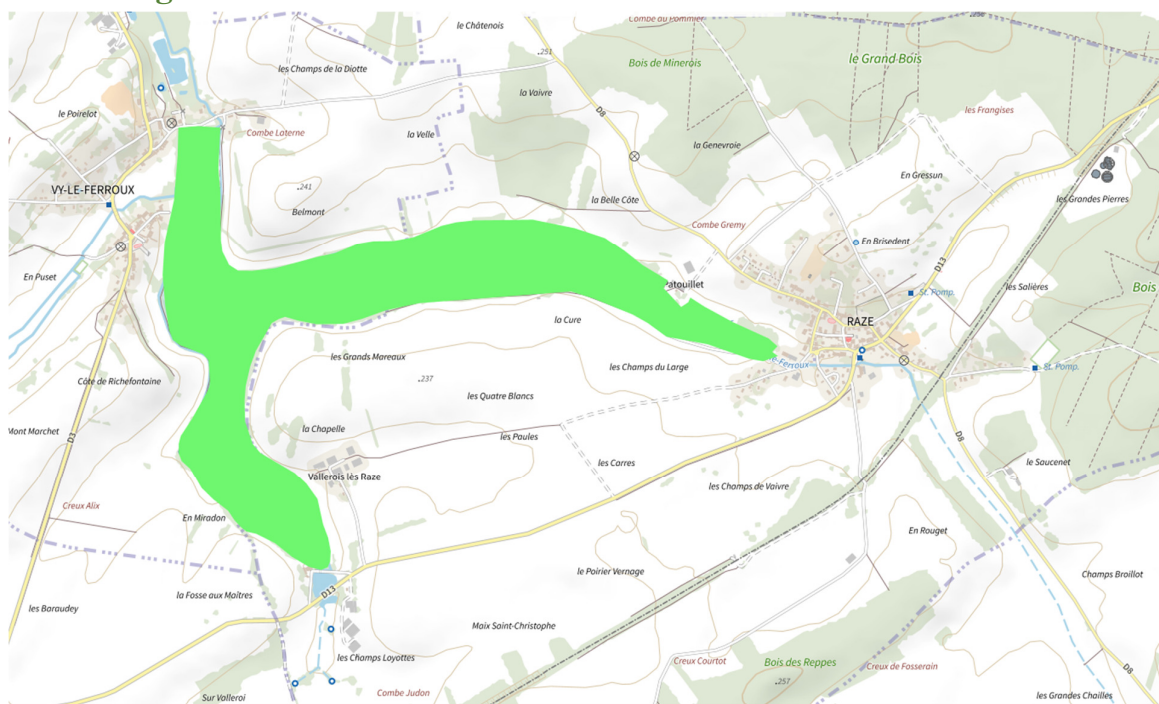 le Châtenois
Combe au Pommier
.251
les Champs de la Diotte
Bois de Minerois
le Grand Bois
le Poirelot
la Vaivre
D8
les Frangises
Combe Laterne
la Velle
la Genevroie
En Gressun
VY-LE-FERROUX
.241
Belmont
la Belle Côte
les Grandes Pierres
Combe Gremy
En Brisedent
En Puset
D13
Patouillet
St. Pomp.
les Salières
Bois
la Cure
RAZE
les Grands Mareaux
Côte de Richefontaine
.237
les Champs du Large
Ferroux
St. Pomp.
les Quatre Blancs
Mont Marchet
D3
la Chapelle
les Paules
D8
Vallerois lès Raze
les Carres
le Saucenet
les Champs de Vaivre
Creux Alix
En Miradon
En Rouget
le Poirier Vernage
Champs Broillot
la Fosse aux Maîtres
D13
les Baraudey
Maix Saint-Christophe
les Champs Loyottes
Creux Courtot
Bois des Reppes
Creux de Fosserain
D8
.257
Sur Valleroi
Combe Judon
les Grandes Chailles